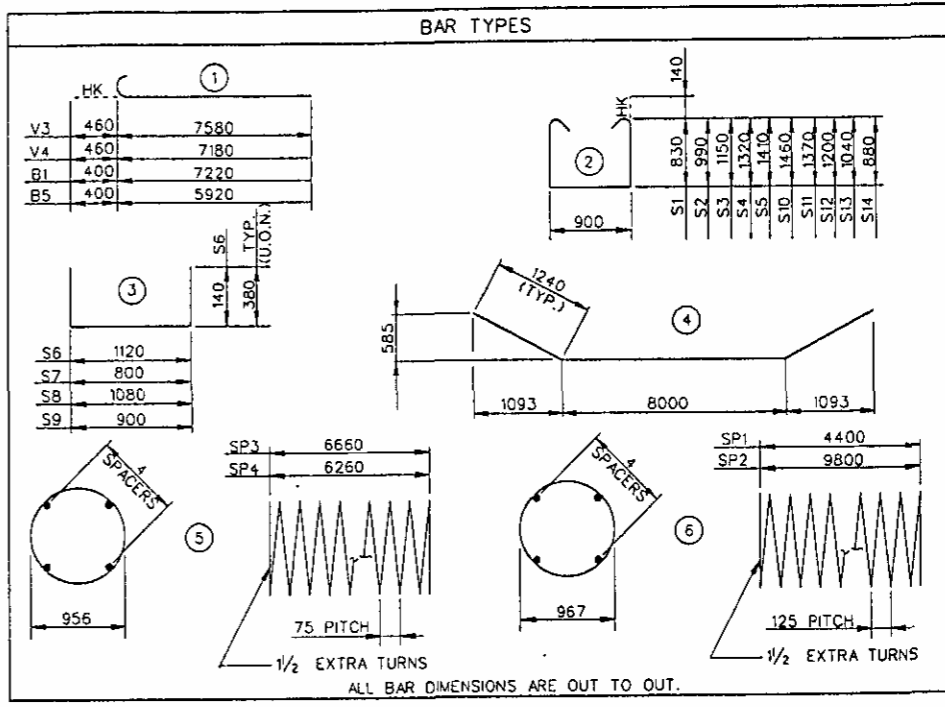 BAR TYPES
HK 1
V3 460 7580
V4 460 7180
B1 400 7220
B5 400 5920
2
HK
140
900
830 990 1150 1320 1410 1460 1370 1200 1040 880
S1 S2 S3 S4 S5 S10 S11 S12 S13 S14
3
S6 TYP. (U.O.N.)
140 380
S6 1120
S7 800
S8 1080
S9 900
4
1240
(TYP.)
585
1093 8000 1093
4
SPACERS
5
956
SP3 6660
SP4 6260
75 PITCH
1 1/2 EXTRA TURNS
4
SPACERS
6
967
SP1 4400
SP2 9800
125 PITCH
1 1/2 EXTRA TURNS
ALL BAR DIMENSIONS ARE OUT TO OUT.